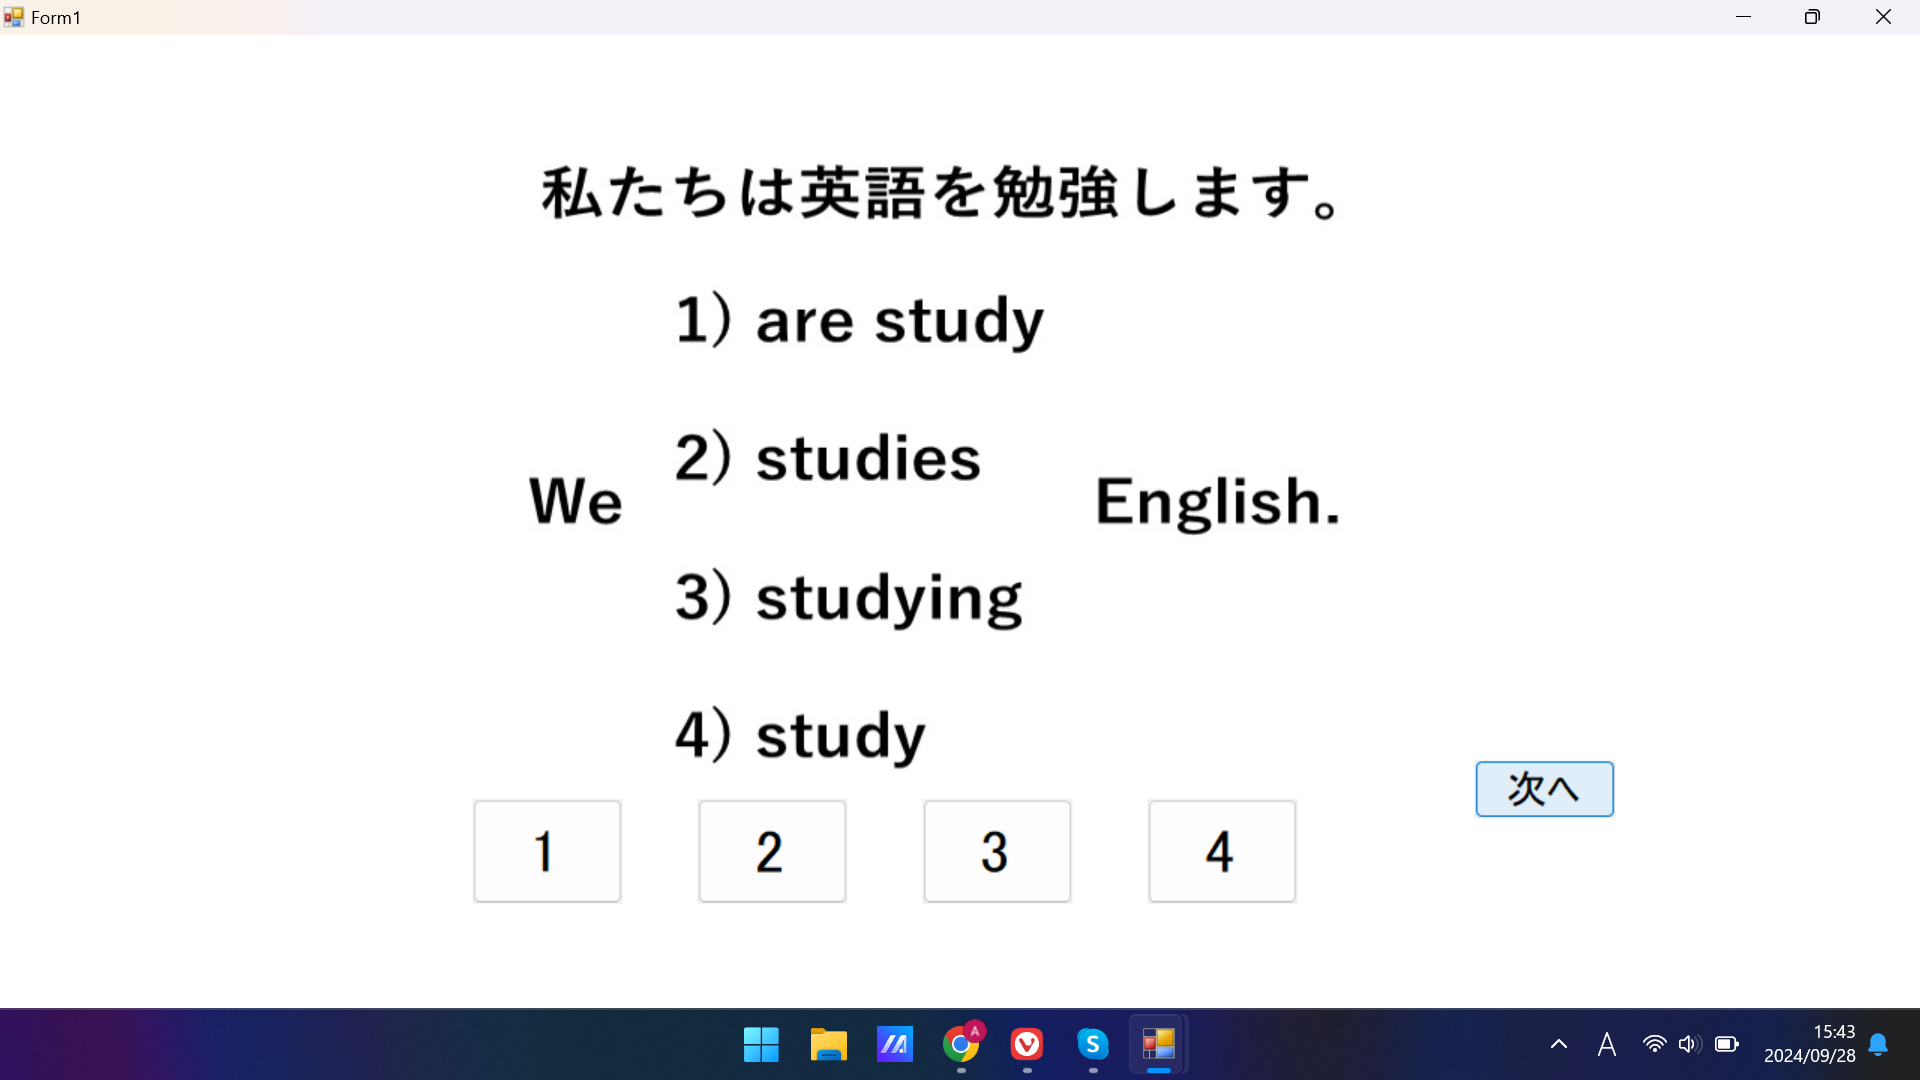 Form1
私たちは英語を勉強します。
1) are study
2) studies
We English.
3) studying
4) study
次へ
1 2 3 4
A
S
A
15:43
2024/09/28